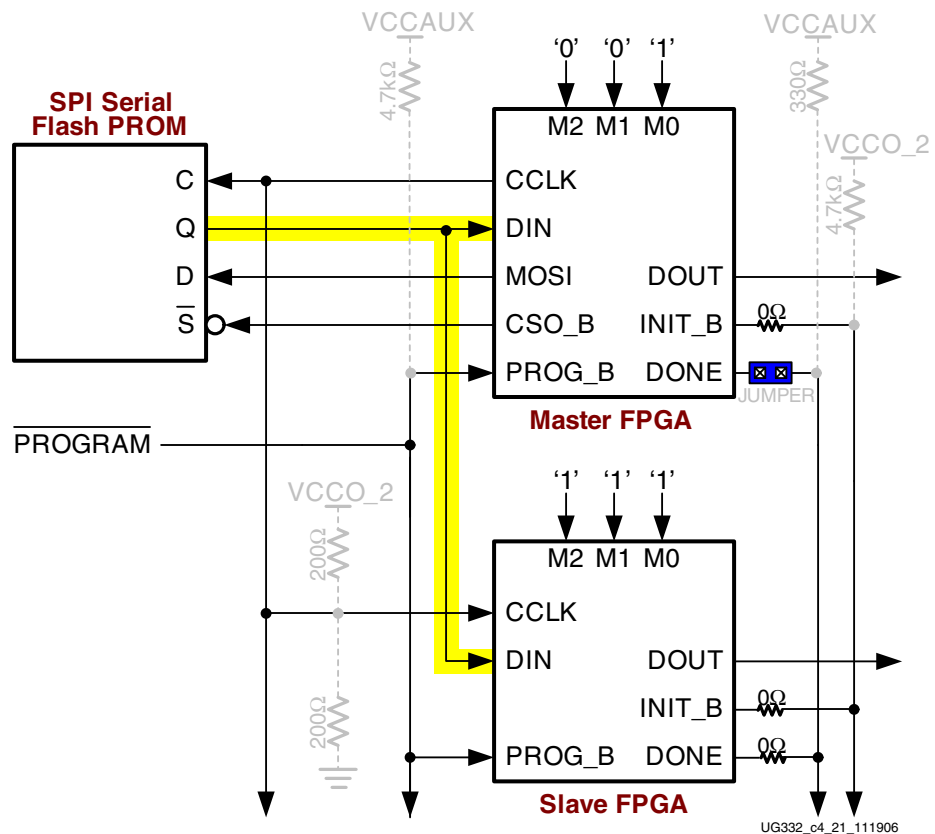 VCCAUX
4.7kΩ
SPI Serial
Flash PROM
C
Q
D
S
‘0’ ‘0’ ‘1’
M2 M1 M0
CCLK
DIN
MOSI
CSO_B
PROG_B
DOUT
INIT_B
DONE
Master FPGA
0Ω
JUMPER
VCCAUX
330Ω
VCCO_2
4.7kΩ
PROGRAM
VCCO_2
200Ω
200Ω
‘1’ ‘1’ ‘1’
M2 M1 M0
CCLK
DIN
PROG_B
DOUT
INIT_B
DONE
0Ω
0Ω
Slave FPGA
UG332_c4_21_111906